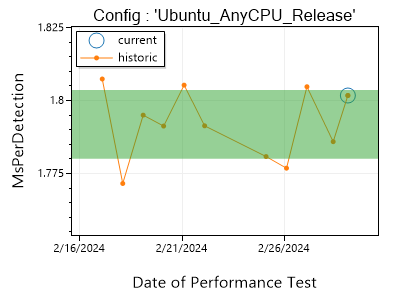 Config : 'Ubuntu_AnyCPU_Release'
1.825
current
historic
1.8
1.775
MsPerDetection
2/16/2024
2/21/2024
2/26/2024
Date of Performance Test